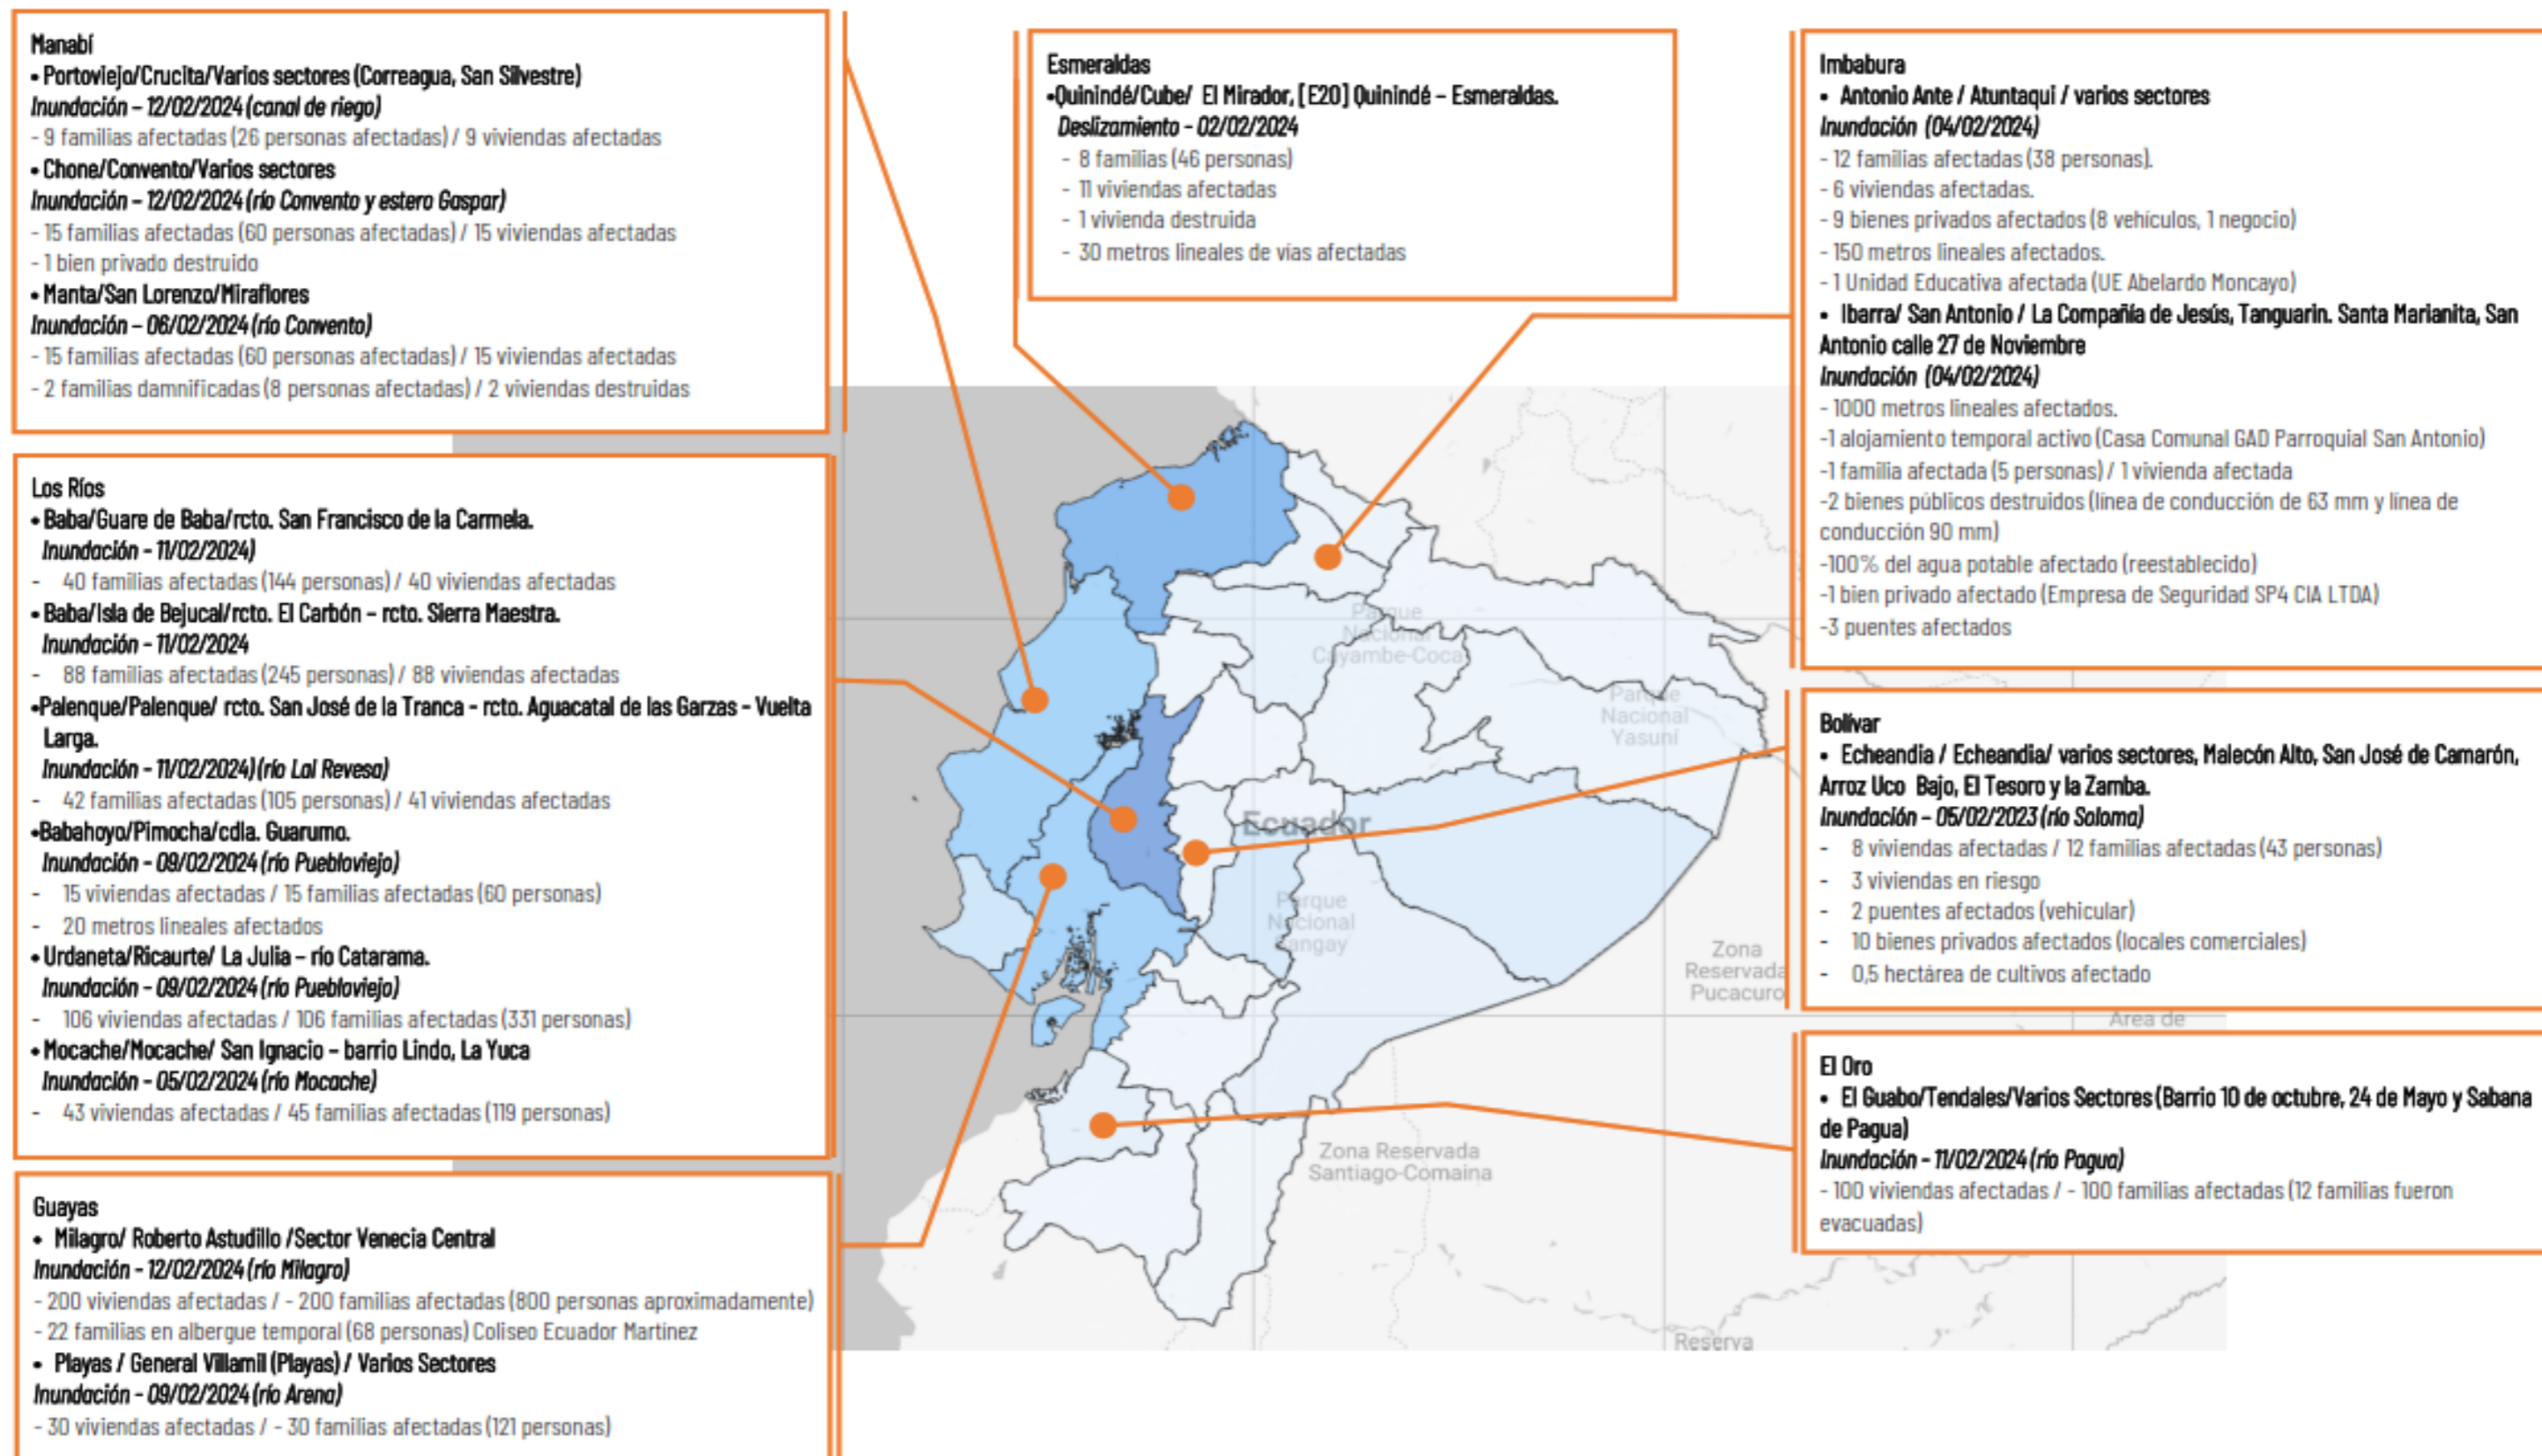 Manabí
• Portoviejo/Crucita/Varios sectores (Correagua, San Silvestre)
Inundación – 12/02/2024 (canal de riego)
- 9 familias afectadas (26 personas afectadas) / 9 viviendas afectadas
• Chone/Convento/Varios sectores
Inundación – 12/02/2024 (río Convento y estero Gaspar)
- 15 familias afectadas (60 personas afectadas) / 15 viviendas afectadas
- 1 bien privado destruido
• Manta/San Lorenzo/Miraflores
Inundación – 06/02/2024 (río Convento)
- 15 familias afectadas (60 personas afectadas) / 15 viviendas afectadas
- 2 familias damnificadas (8 personas afectadas) / 2 viviendas destruidas
Los Ríos
• Baba/Guare de Baba/rcto. San Francisco de la Carmela.
Inundación - 11/02/2024)
- 40 familias afectadas (144 personas) / 40 viviendas afectadas
• Baba/Isla de Bejucal/rcto. El Carbón – rcto. Sierra Maestra.
Inundación - 11/02/2024
- 88 familias afectadas (245 personas) / 88 viviendas afectadas
•Palenque/Palenque/ rcto. San José de la Tranca - rcto. Aguacatal de las Garzas - Vuelta
Larga.
Inundación - 11/02/2024) (río Lal Revesa)
- 42 familias afectadas (105 personas) / 41 viviendas afectadas
•Babahoyo/Pimocha/cdla. Guarumo.
Inundación - 09/02/2024 (río Puebloviejo)
- 15 viviendas afectadas / 15 familias afectadas (60 personas)
- 20 metros lineales afectados
• Urdaneta/Ricaurte/ La Julia – río Catarama.
Inundación - 09/02/2024 (río Puebloviejo)
- 106 viviendas afectadas / 106 familias afectadas (331 personas)
• Mocache/Mocache/ San Ignacio – barrio Lindo, La Yuca
Inundación - 05/02/2024 (río Mocache)
- 43 viviendas afectadas / 45 familias afectadas (119 personas)
Guayas
• Milagro/ Roberto Astudillo /Sector Venecia Central
Inundación - 12/02/2024 (río Milagro)
- 200 viviendas afectadas / - 200 familias afectadas (800 personas aproximadamente)
- 22 familias en albergue temporal (68 personas) Coliseo Ecuador Martínez
• Playas / General Villamil (Playas) / Varios Sectores
Inundación - 09/02/2024 (río Arena)
- 30 viviendas afectadas / - 30 familias afectadas (121 personas)
Esmeraldas
•Quinindé/Cube/ El Mirador, [E20] Quinindé – Esmeraldas.
Deslizamiento - 02/02/2024
- 8 familias (46 personas)
- 11 viviendas afectadas
- 1 vivienda destruida
- 30 metros lineales de vías afectadas
Parque
Nacional
Cayambe-Coca
Parque
Nacional
Yasuní
Ecuador
Parque
Nacional
Sangay
Zona
Reservada
Pucacuro
Área de
Zona Reservada
Santiago-Comaina
Reserva
Imbabura
• Antonio Ante / Atuntaqui / varios sectores
Inundación (04/02/2024)
- 12 familias afectadas (38 personas).
- 6 viviendas afectadas.
- 9 bienes privados afectados (8 vehículos, 1 negocio)
- 150 metros lineales afectados.
- 1 Unidad Educativa afectada (UE Abelardo Moncayo)
• Ibarra/ San Antonio / La Compañía de Jesús, Tanguarin. Santa Marianita, San
Antonio calle 27 de Noviembre
Inundación (04/02/2024)
- 1000 metros lineales afectados.
-1 alojamiento temporal activo (Casa Comunal GAD Parroquial San Antonio)
-1 familia afectada (5 personas) / 1 vivienda afectada
-2 bienes públicos destruidos (línea de conducción de 63 mm y línea de
conducción 90 mm)
-100% del agua potable afectado (reestablecido)
-1 bien privado afectado (Empresa de Seguridad SP4 CIA LTDA)
-3 puentes afectados
Bolívar
• Echeandia / Echeandia/ varios sectores, Malecón Alto, San José de Camarón,
Arroz Uco Bajo, El Tesoro y la Zamba.
Inundación – 05/02/2023 (río Soloma)
- 8 viviendas afectadas / 12 familias afectadas (43 personas)
- 3 viviendas en riesgo
- 2 puentes afectados (vehicular)
- 10 bienes privados afectados (locales comerciales)
- 0,5 hectárea de cultivos afectado
El Oro
• El Guabo/Tendales/Varios Sectores (Barrio 10 de octubre, 24 de Mayo y Sabana
de Pagua)
Inundación - 11/02/2024 (río Pagua)
- 100 viviendas afectadas / - 100 familias afectadas (12 familias fueron
evacuadas)